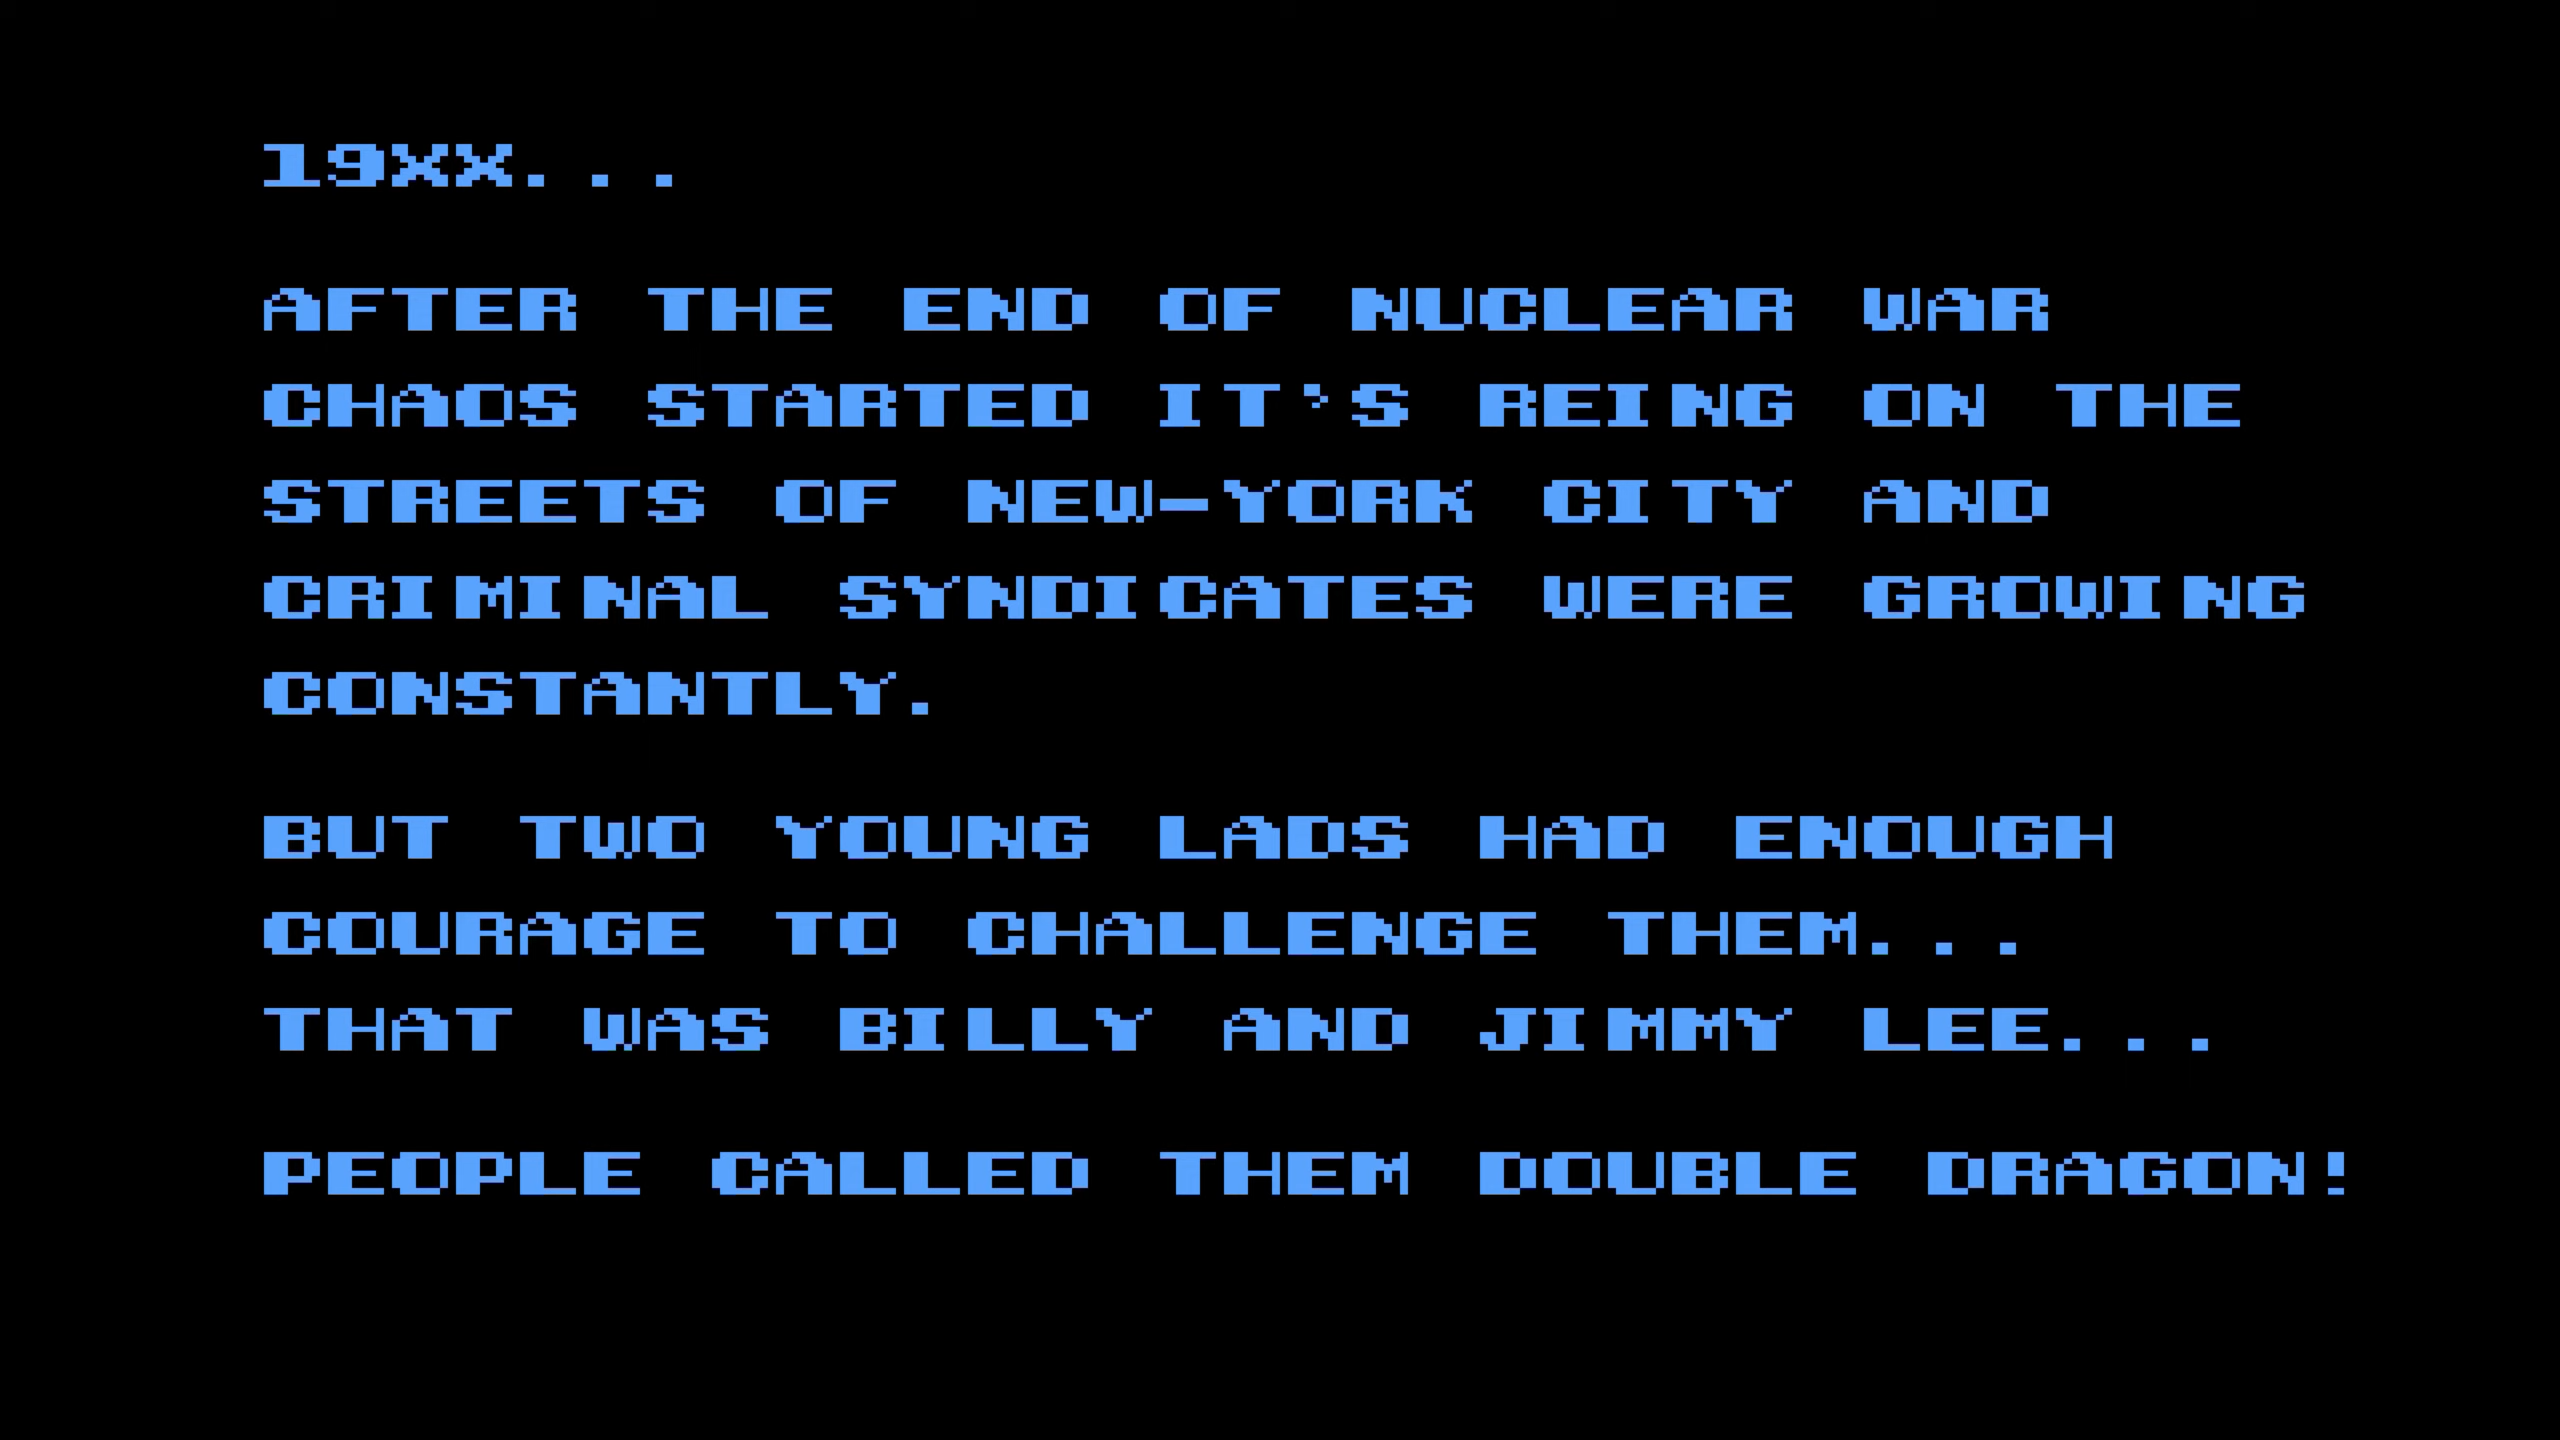 19XX...
AFTER THE END OF NUCLEAR WAR
CHAOS STARTED IT'S REING ON THE
STREETS OF NEW-YORK CITY AND
CRIMINAL SYNDICATES WERE GROWING
CONSTANTLY.
BUT TWO YOUNG LADS HAD ENOUGH
COURAGE TO CHALLENGE THEM...
THAT WAS BILLY AND JIMMY LEE...
PEOPLE CALLED THEM DOUBLE DRAGON!